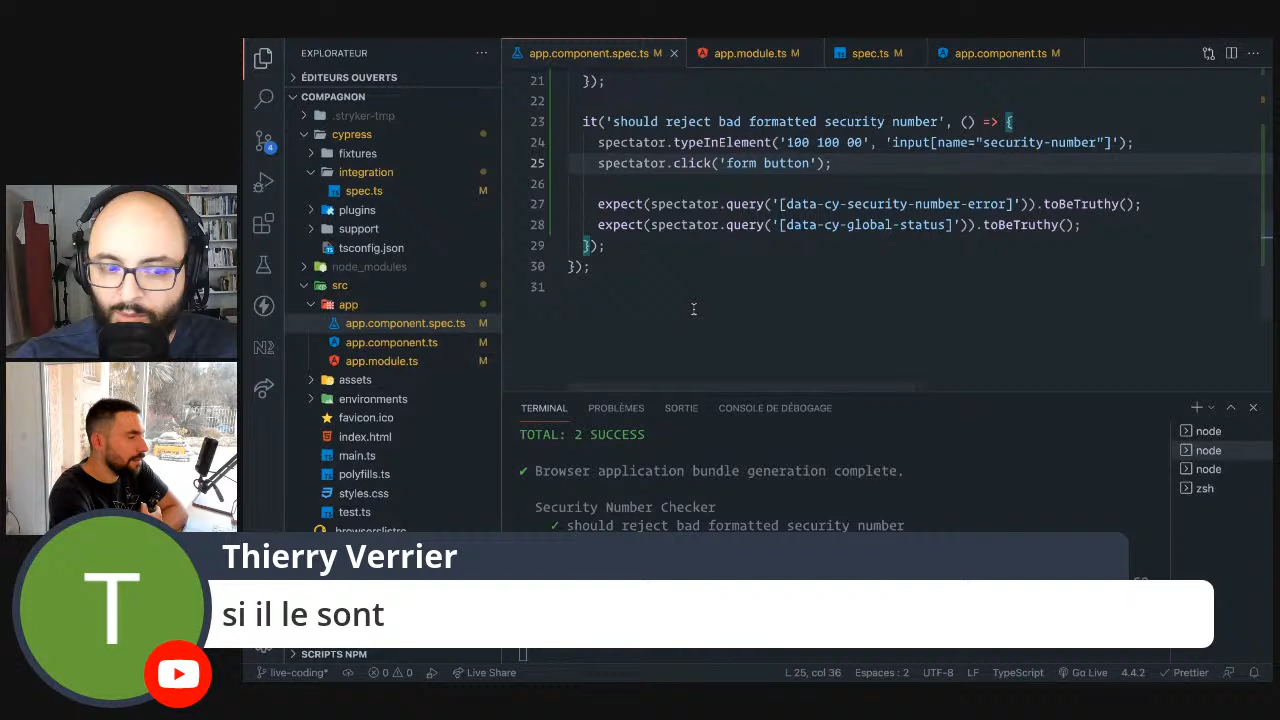 EXPLORATEUR
ÉDITEURS OUVERTS
COMPAGNON
.stryker-tmp
cypress
fixtures
integration
spec.ts M
plugins
support
tsconfig.json
node_modules
src
app
app.component.spec.ts M
app.component.ts M
app.module.ts M
assets
environments
favicon.ico
index.html
main.ts
polyfills.ts
styles.css
test.ts
.browserslistrc
SCRIPTS NPM
4
app.component.spec.ts M
app.module.ts M
spec.ts M
app.component.ts M
21 });
22
23 it('should reject bad formatted security number', () => {
24 spectator.typeInElement('100 100 00', 'input[name="security-number"]');
25 spectator.click('form button');
26
27 expect(spectator.query('[data-cy-security-number-error]')).toBeTruthy();
28 expect(spectator.query('[data-cy-global-status]')).toBeTruthy();
29 });
30 });
31
TERMINAL PROBLÈMES SORTIE CONSOLE DE DÉBOGAGE
TOTAL: 2 SUCCESS
✔ Browser application bundle generation complete.
Security Number Checker
✓ should reject bad formatted security number
node
node
node
zsh
T
Thierry Verrier
si il le sont
live-coding* 0 0 Live Share L 25, col 36 Espaces : 2 UTF-8 LF TypeScript Go Live 4.4.2 Prettier